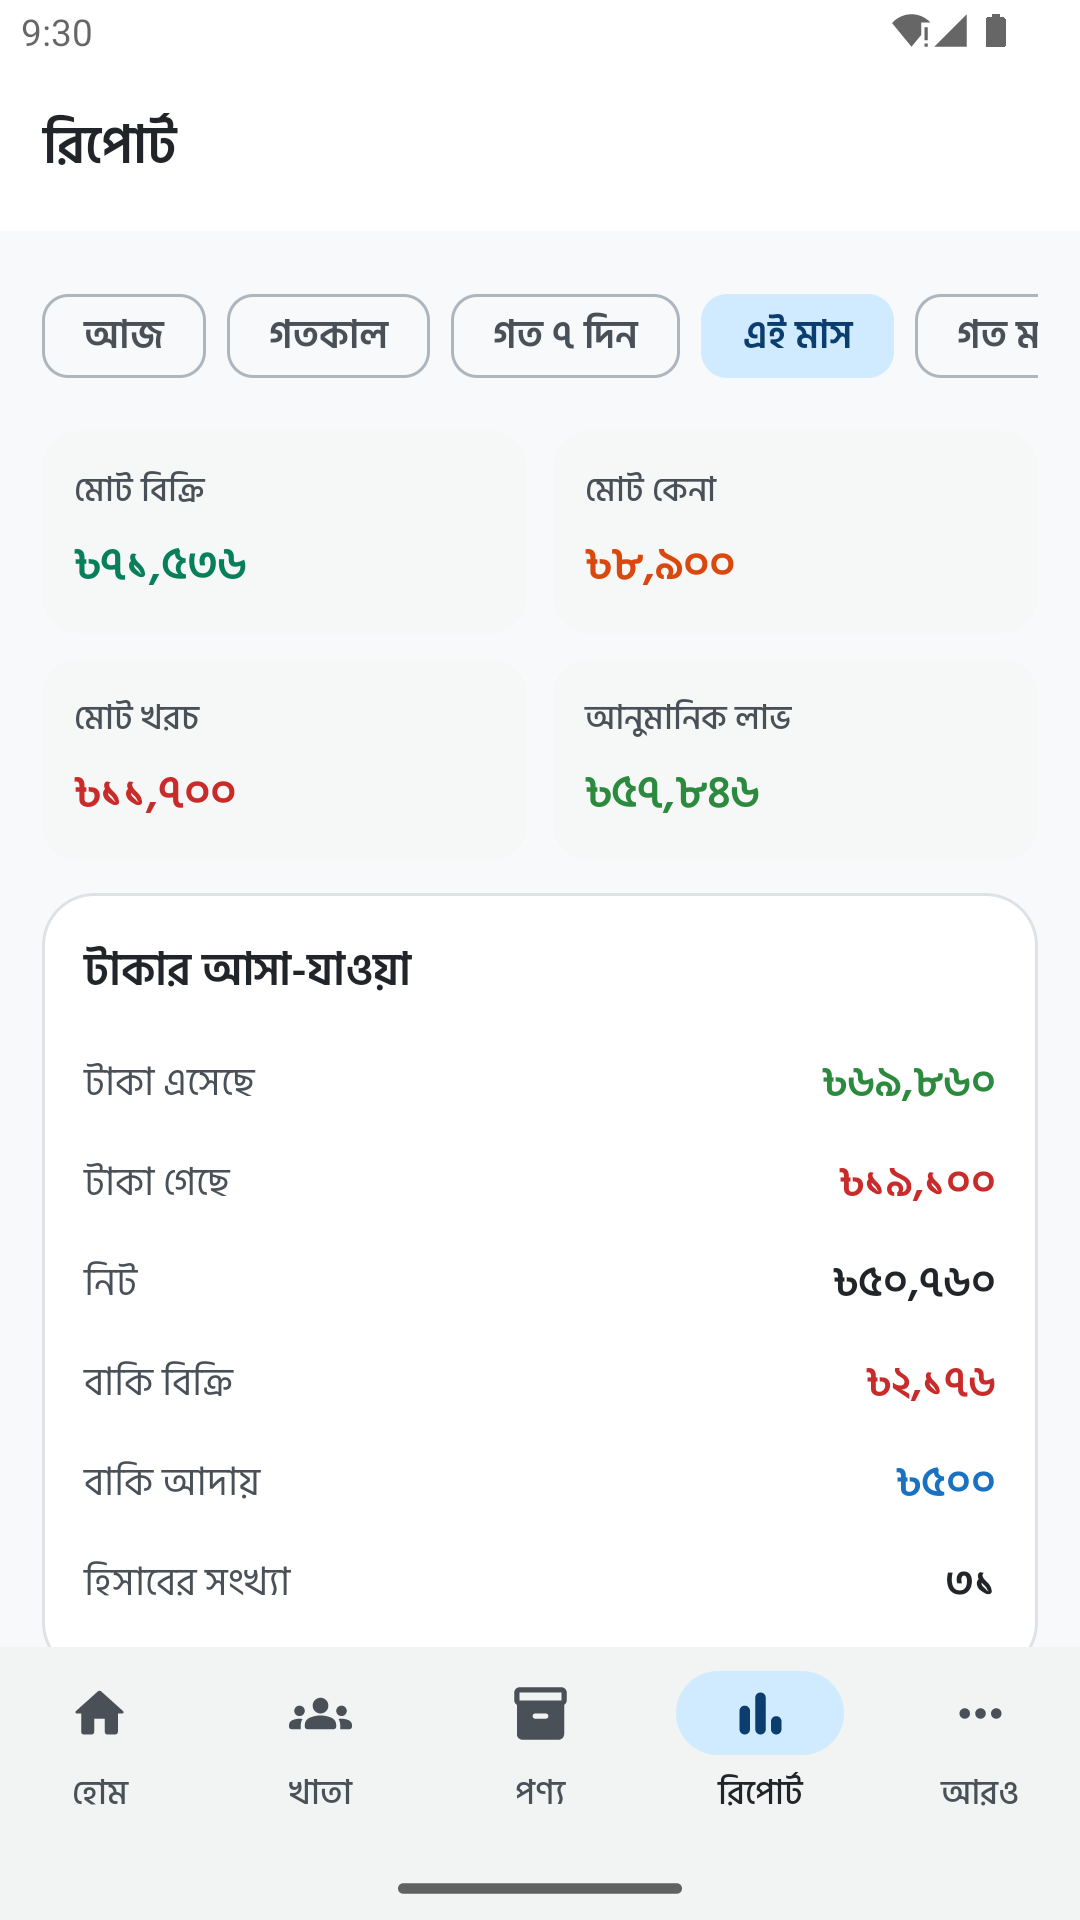 9:30
রিপোর্ট
আজ
গতকাল
গত ৭ দিন
এই মাস
গত ম
মোট বিক্রি
মোট কেনা
৳৭১,৫৩৬
৳৮,৯০০
মোট খরচ
আনুমানিক লাভ
৳১১,৭০০
৳৫৭,৮৪৬
টাকার আসা-যাওয়া
টাকা এসেছে
৳৬৯,৮৬০
টাকা গেছে
৳১৯,১০০
নিট
৳৫০,৭৬০
বাকি বিক্রি
৳২,১৭৬
বাকি আদায়
৳৫০০
হিসাবের সংখ্যা
৩১
হোম
খাতা
পণ্য
রিপোর্ট
আরও